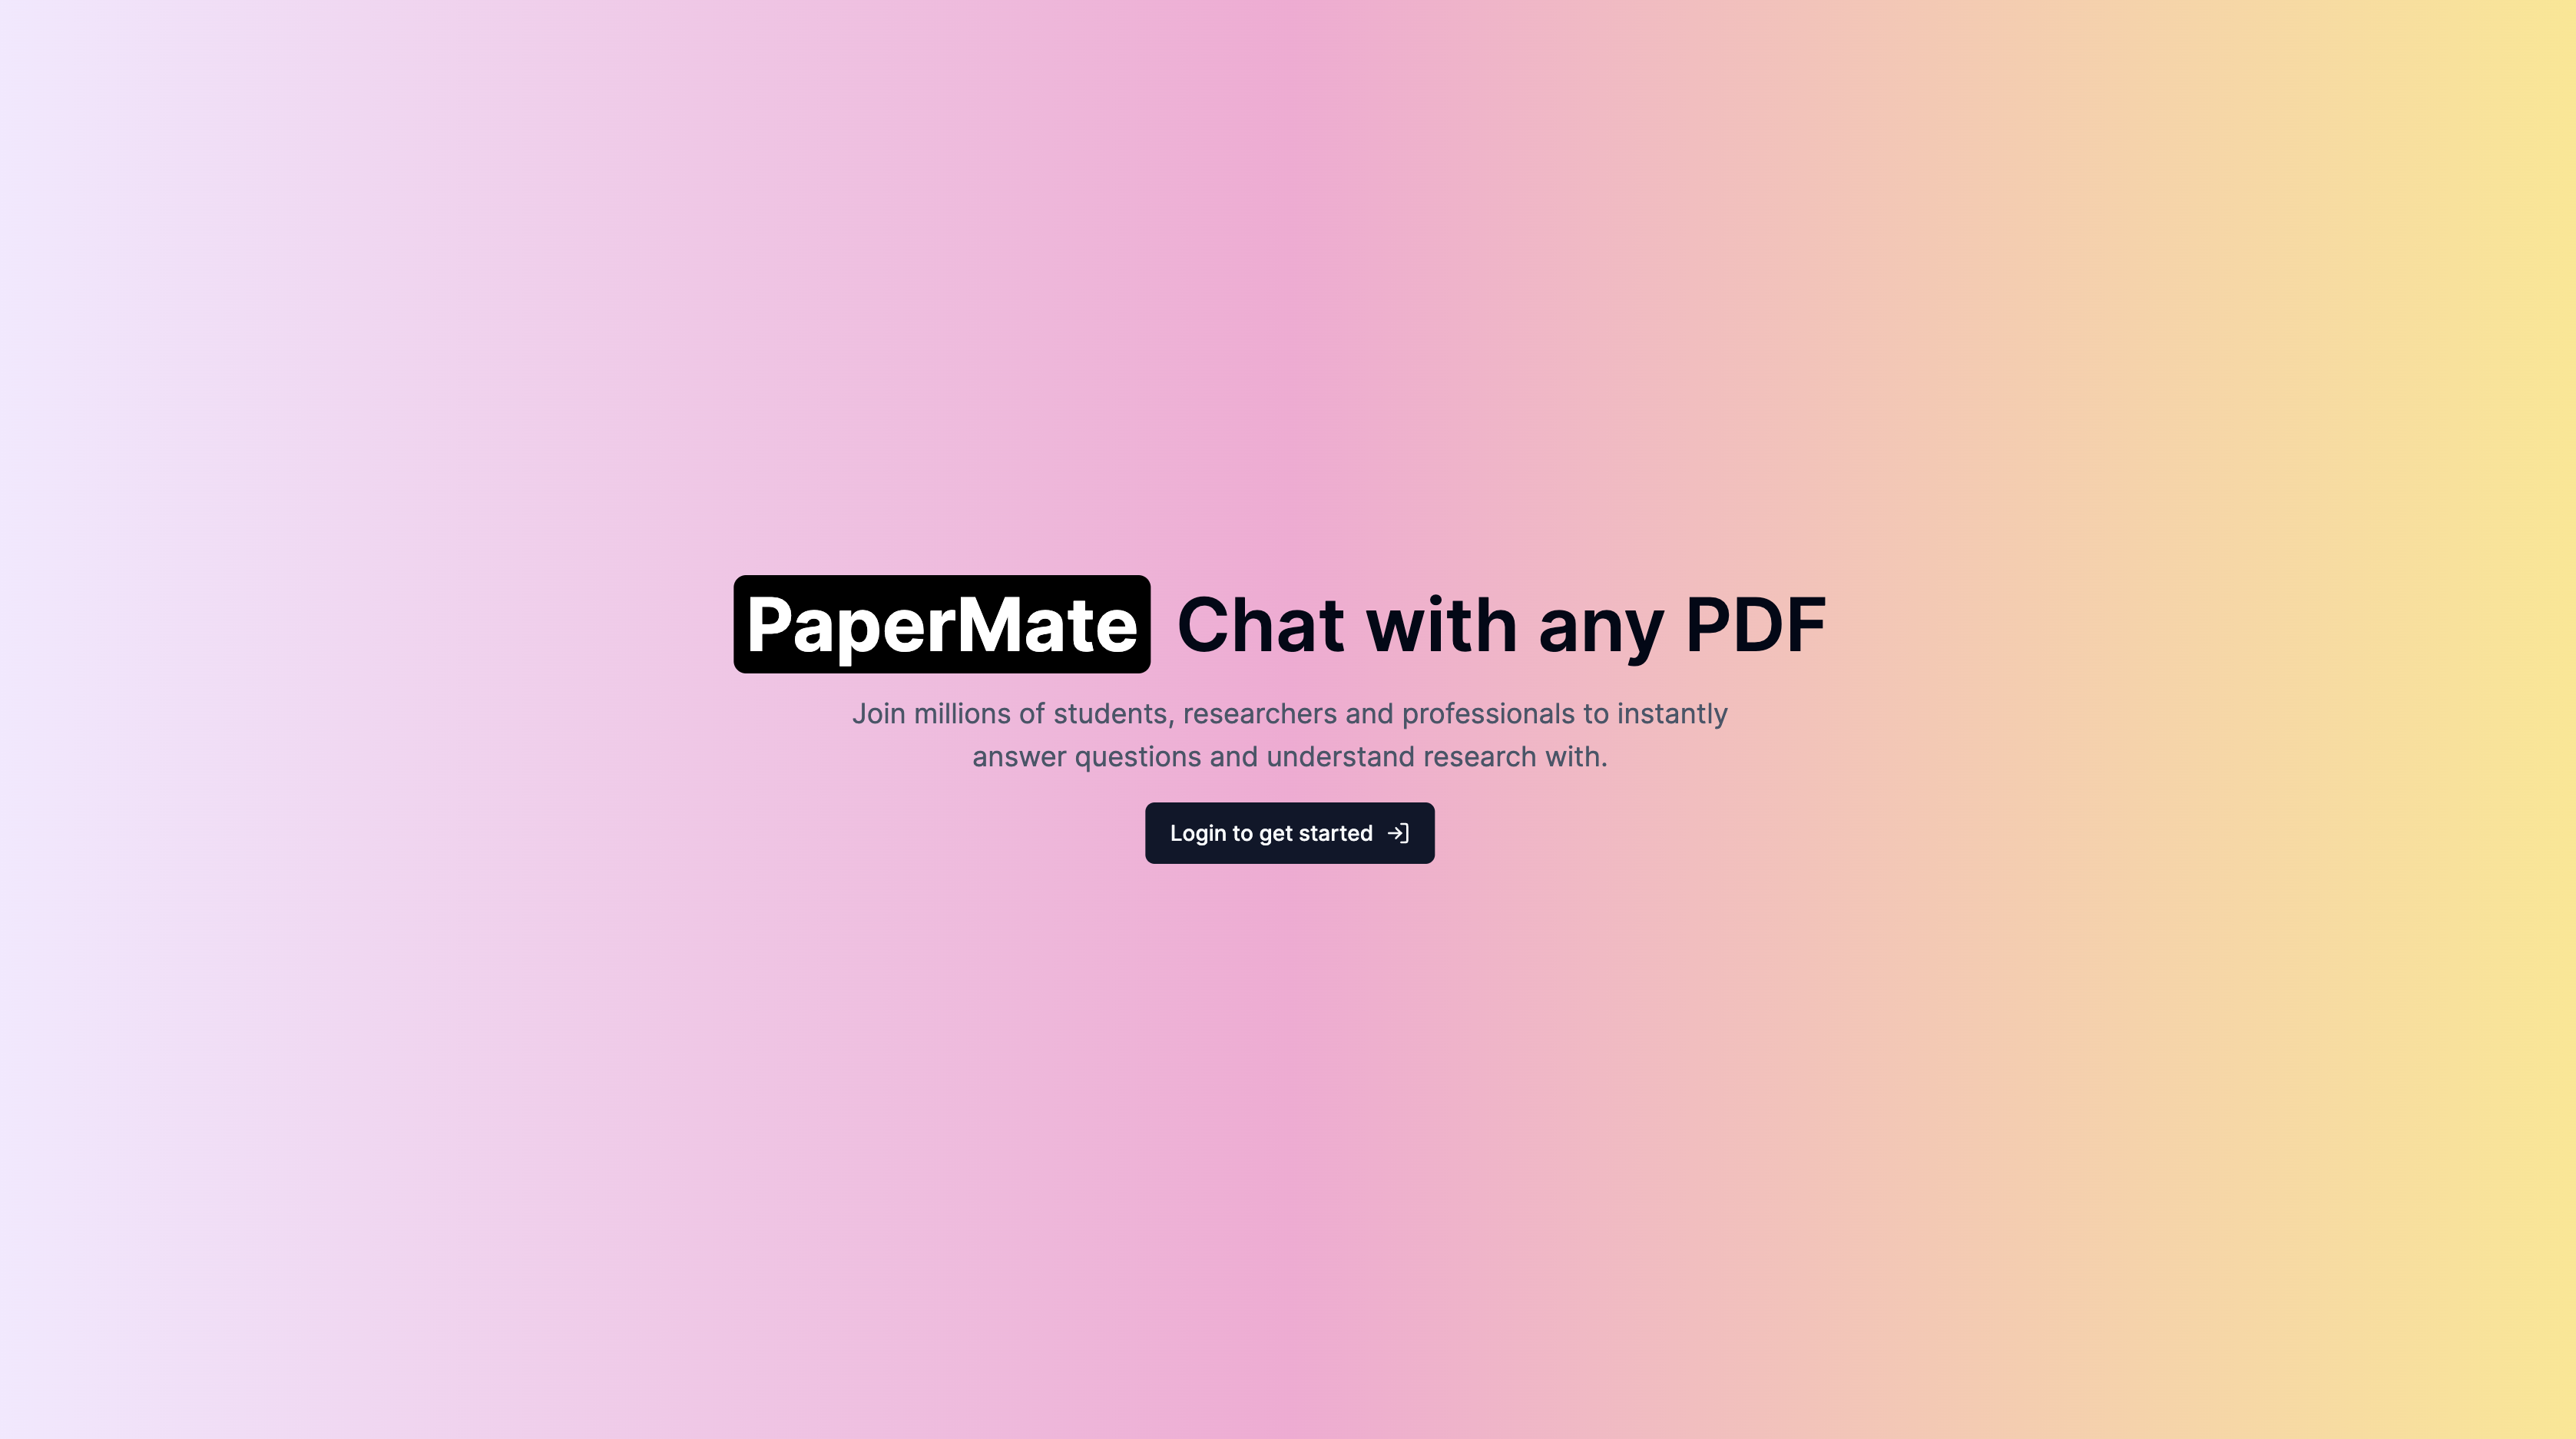 PaperMate Chat with any PDF
Join millions of students, researchers and professionals to instantly
answer questions and understand research with.
Login to get started